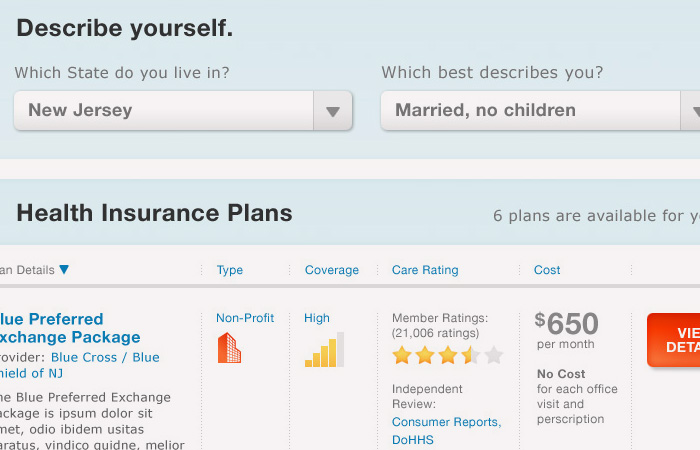 Describe yourself.
Which State do you live in?
Which best describes you?
New Jersey
Married, no children
Health Insurance Plans
6 plans are available for y
an Details ▼
Type
Coverage
Care Rating
Cost
lue Preferred
xchange Package
rovider: Blue Cross / Blue
hield of NJ
he Blue Preferred Exchange
ackage is ipsum dolor sit
met, odio ibidem usitas
aratus, vindico quidne, melior
Non-Profit
High
Member Ratings:
(21,006 ratings)
Independent
Review:
Consumer Reports,
DoHHS
$650
per month
No Cost
for each office
visit and
perscription
VIE
DETA